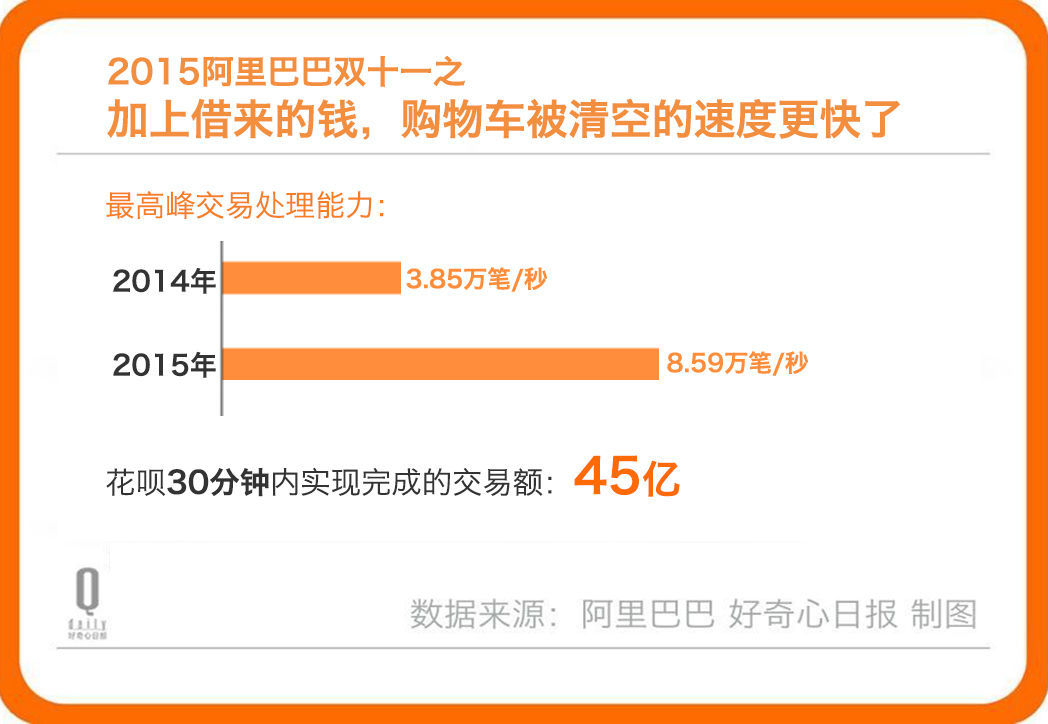 2015阿里巴巴双十一之
加上借来的钱，购物车被清空的速度更快了
最高峰交易处理能力：
2014年 3.85万笔/秒
2015年 8.59万笔/秒
花呗30分钟内实现完成的交易额：45亿
Q
daily
好奇心日报
数据来源：阿里巴巴 好奇心日报 制图